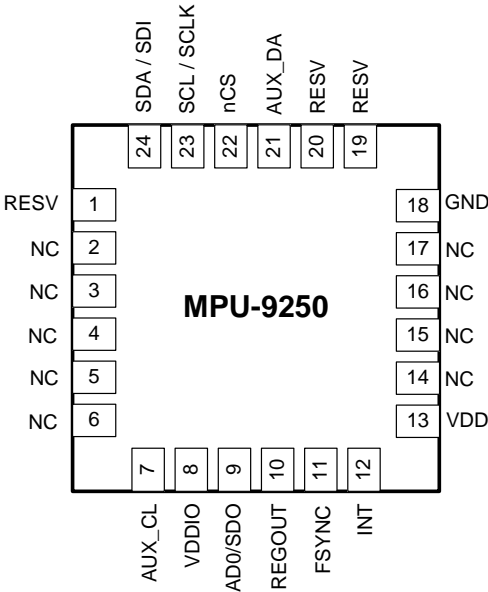 SDA / SDI
SCL / SCLK
nCS
AUX_DA
RESV
RESV
24
23
22
21
20
19
RESV 1
NC 2
NC 3
NC 4
NC 5
NC 6
MPU-9250
18 GND
17 NC
16 NC
15 NC
14 NC
13 VDD
7
8
9
10
11
12
AUX_CL
VDDIO
AD0/SDO
REGOUT
FSYNC
INT